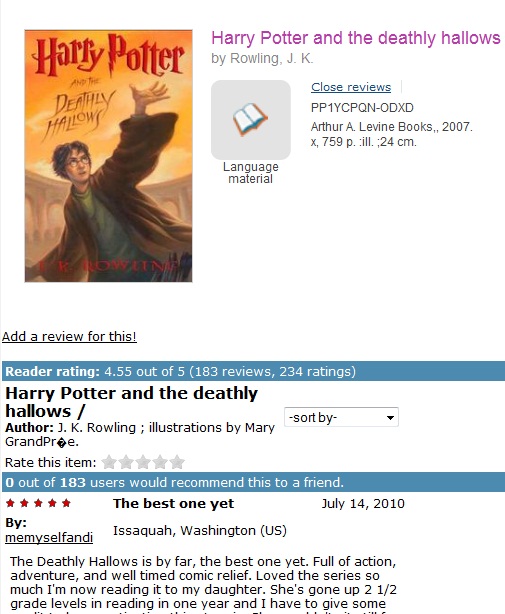 Harry Potter
AND THE
DEATHLY
HALLOWS
J. K. ROWLING
Harry Potter and the deathly hallows
by Rowling, J. K.
Close reviews
PP1YCPQN-ODXD
Arthur A. Levine Books,, 2007.
x, 759 p. :ill. ;24 cm.
Language
material
Add a review for this!
Reader rating: 4.55 out of 5 (183 reviews, 234 ratings)
Harry Potter and the deathly
hallows /
-sort by-
Author: J. K. Rowling ; illustrations by Mary
GrandPr�e.
Rate this item:
0 out of 183 users would recommend this to a friend.
The best one yet
July 14, 2010
By:
memyselfandi
Issaquah, Washington (US)
The Deathly Hallows is by far, the best one yet. Full of action,
adventure, and well timed comic relief. Loved the series so
much I'm now reading it to my daughter. She's gone up 2 1/2
grade levels in reading in one year and I have to give some